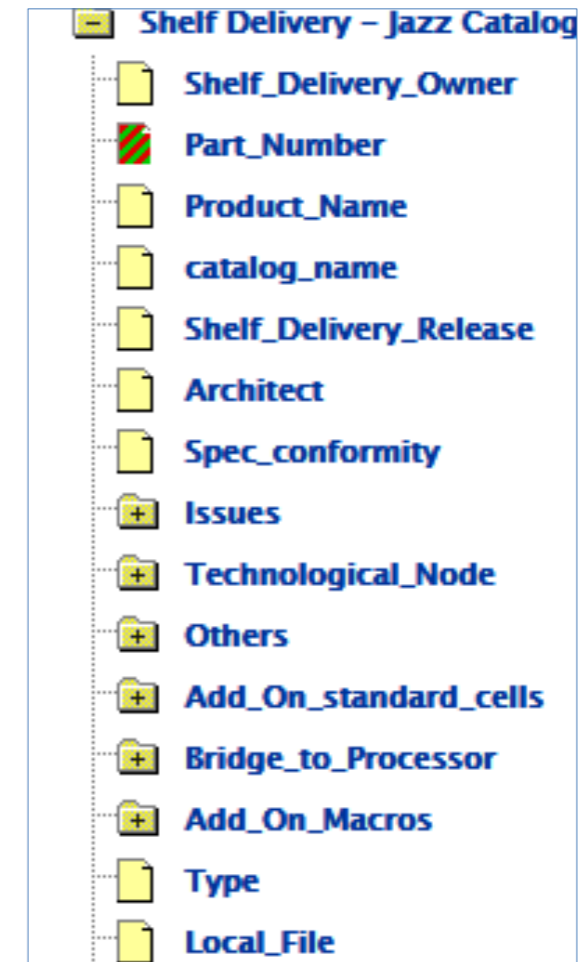 Shelf Delivery – Jazz Catalog
Shelf_Delivery_Owner
Part_Number
Product_Name
catalog_name
Shelf_Delivery_Release
Architect
Spec_conformity
Issues
Technological_Node
Others
Add_On_standard_cells
Bridge_to_Processor
Add_On_Macros
Type
Local_File